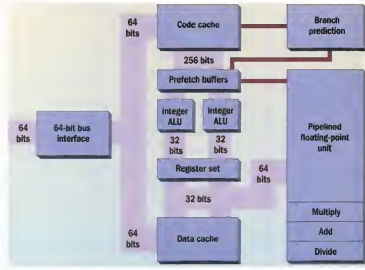 64
bits
Code cache
Branch
prediction
256 bits
Prefetch buffers
Integer
ALU
Integer
ALU
Pipelined
floating-point
unit
64
bits
64-bit bus
interface
32
bits
32
bits
Register set
64
bits
32 bits
64
bits
Data cache
Multiply
Add
Divide